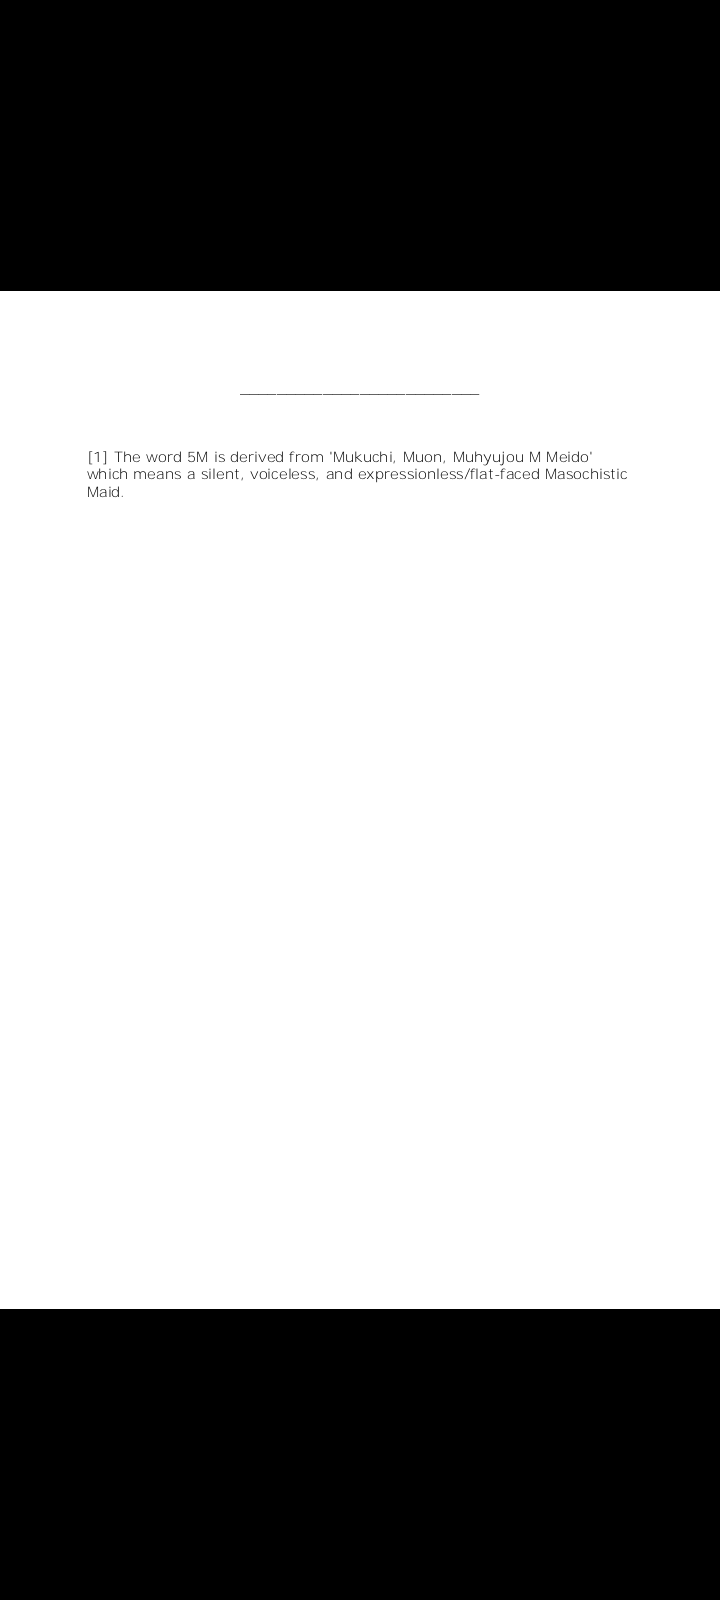 [1] The word 5M is derived from 'Mukuchi, Muon, Muhyujou M Meido'
which means a silent, voiceless, and expressionless/flat-faced Masochistic
Maid.